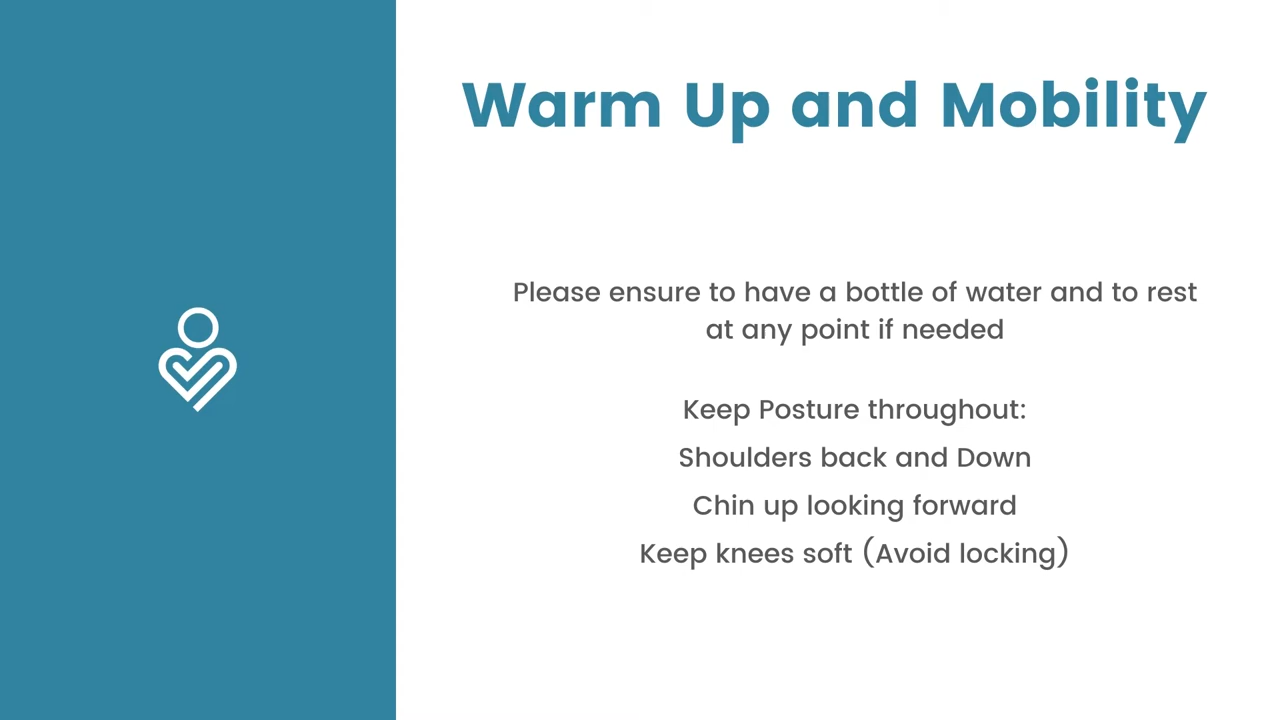 Warm Up and Mobility
Please ensure to have a bottle of water and to rest
at any point if needed
Keep Posture throughout:
Shoulders back and Down
Chin up looking forward
Keep knees soft (Avoid locking)